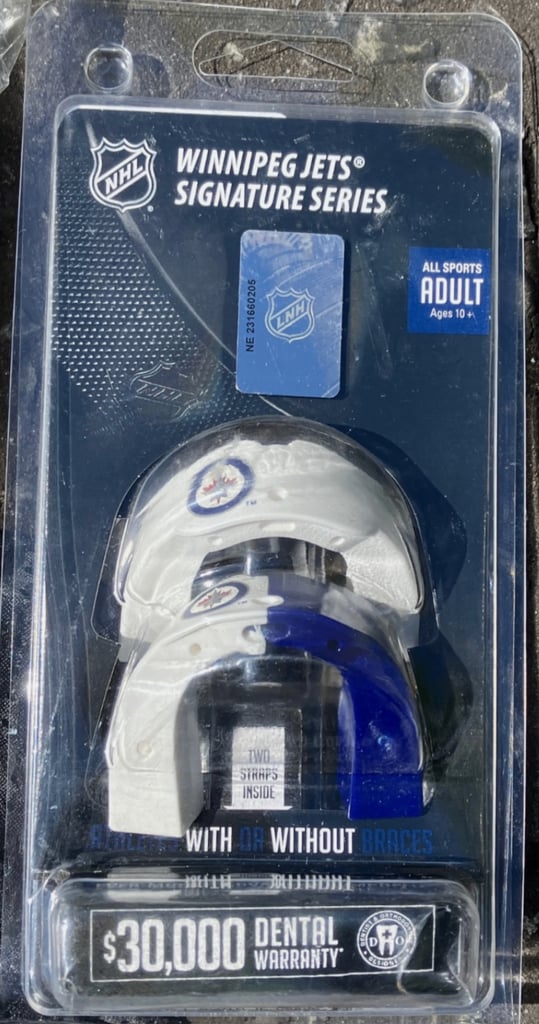 NHL
WINNIPEG JETS®
SIGNATURE SERIES
ALL SPORTS
ADULT
Ages 10+
NE 231660205
LNH
TM
TWO
STRAPS
INSIDE
WITH OR WITHOUT BRACES
$30,000 DENTAL
WARRANTY*
D O